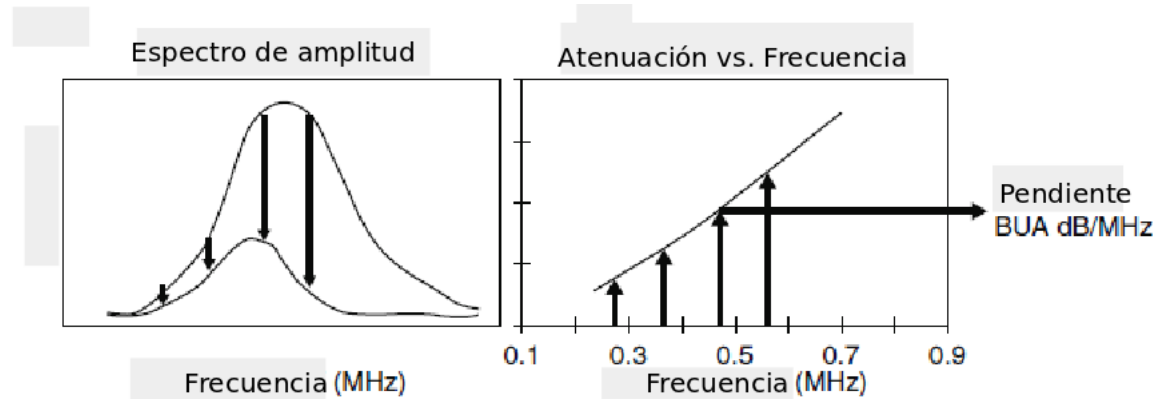 Espectro de amplitud
Atenuación vs. Frecuencia
Pendiente
BUA dB/MHz
0.1 0.3 0.5 0.7 0.9
Frecuencia (MHz)
Frecuencia (MHz)